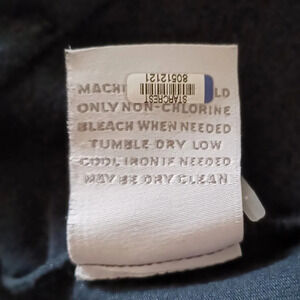 MACHI LD
STARCREST
80512121
ONLY NON-CHLORINE
BLEACH WHEN NEEDED
TUMBLE DRY LOW
COOL IRON IF NEEDED
MAY BE DRY CLEAN